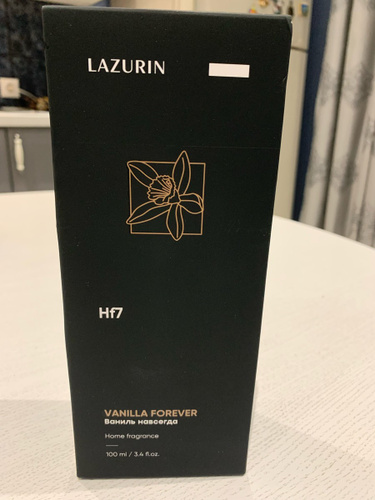 LAZURIN
Hf7
VANILLA FOREVER
Ваниль навсегда
Home fragrance
100 ml / 3.4 fl.oz.